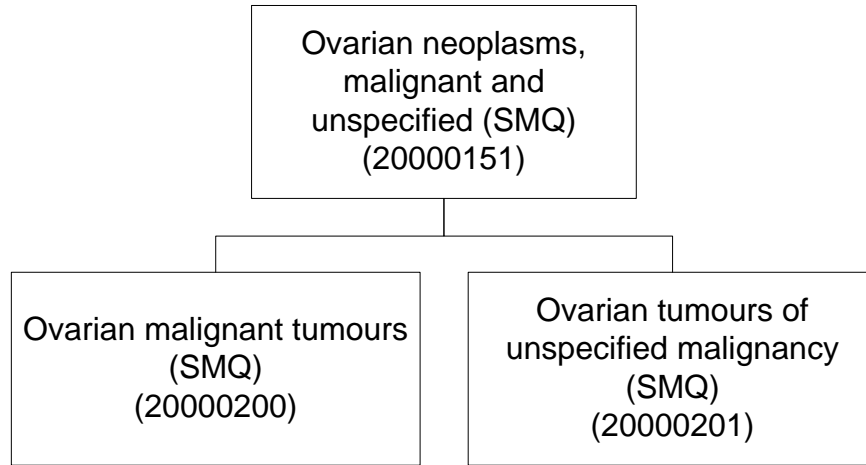 Ovarian neoplasms,
malignant and
unspecified (SMQ)
(20000151)
Ovarian malignant tumours
(SMQ)
(20000200)
Ovarian tumours of
unspecified malignancy
(SMQ)
(20000201)